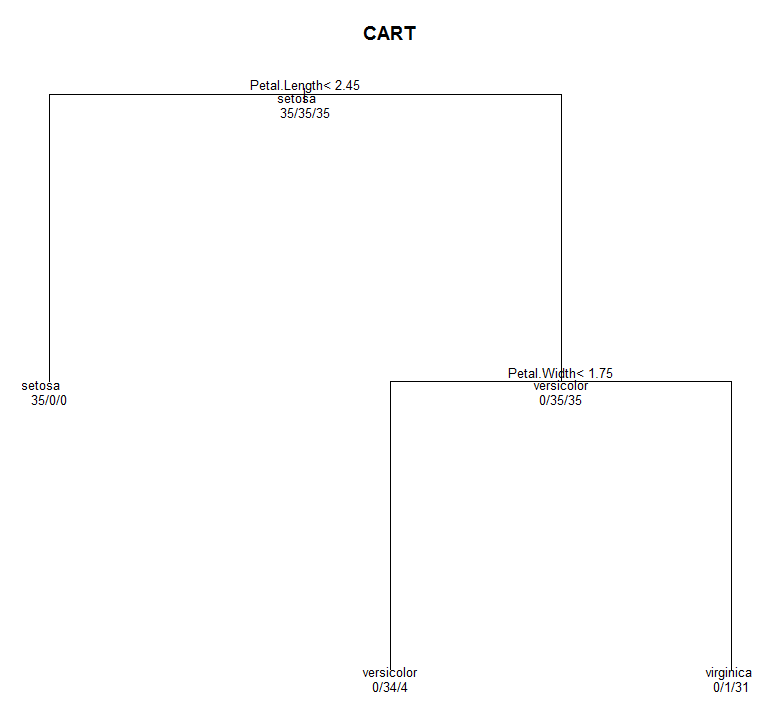 CART
Petal.Length< 2.45
setosa
35/35/35
setosa
35/0/0
Petal.Width< 1.75
versicolor
0/35/35
versicolor
0/34/4
virginica
0/1/31